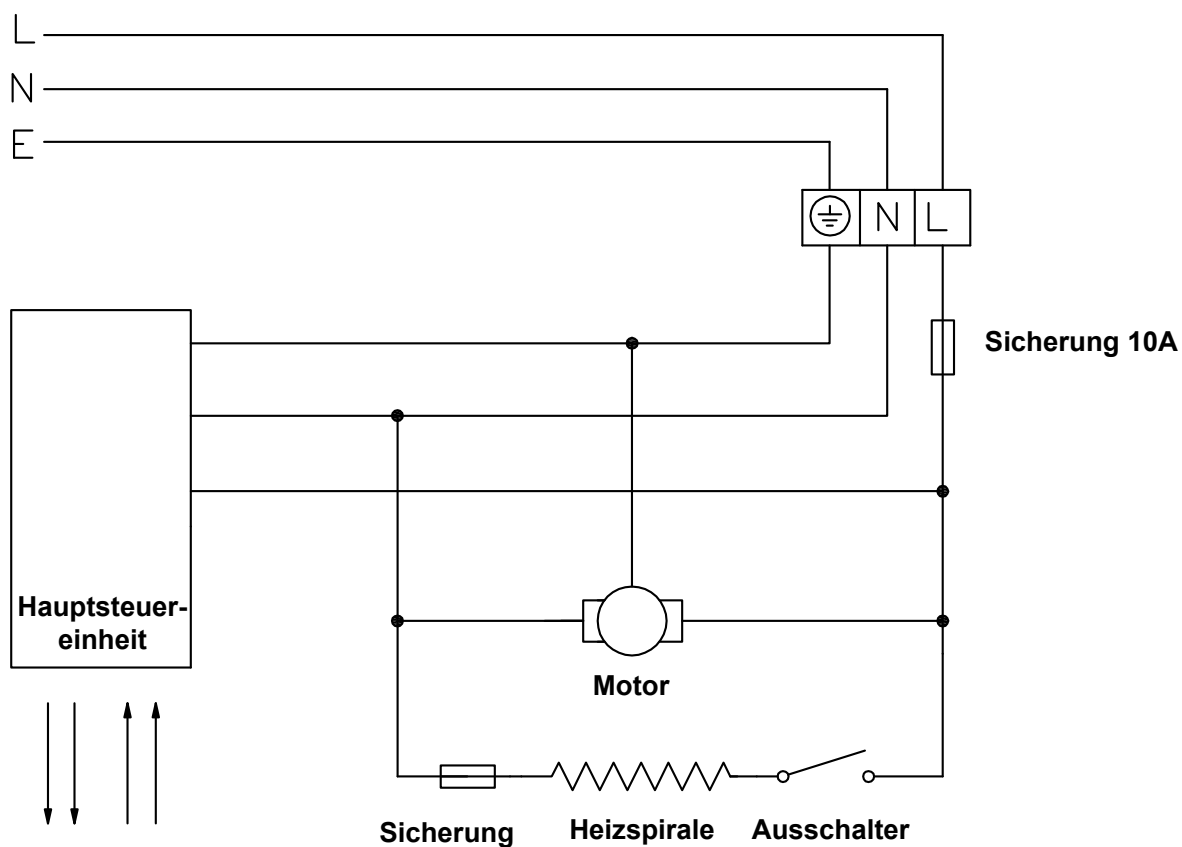 L
N
E
N L
Sicherung 10A
Hauptsteuer-
einheit
Motor
Sicherung
Heizspirale
Ausschalter